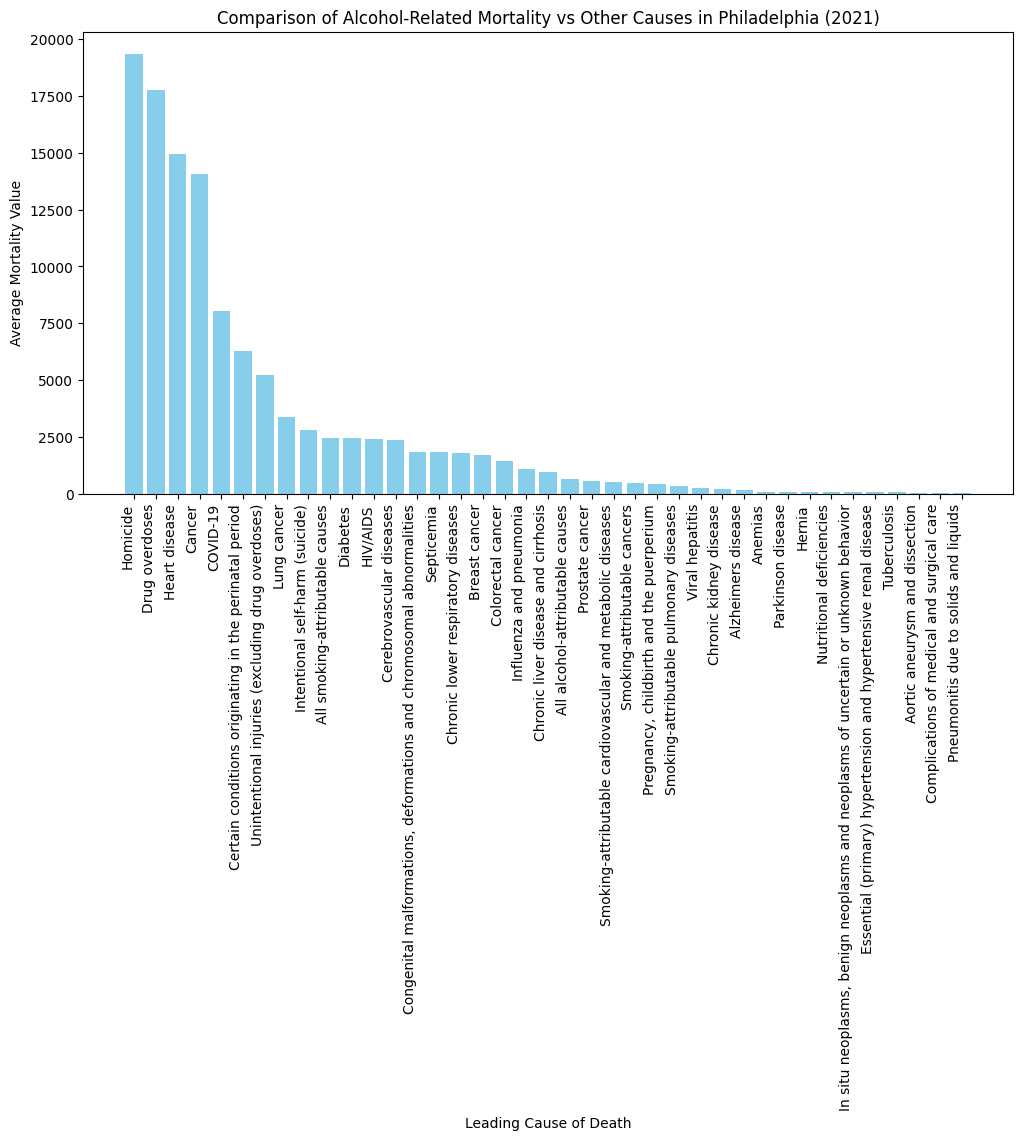 Comparison of Alcohol-Related Mortality vs Other Causes in Philadelphia (2021)
Average Mortality Value
20000
17500
15000
12500
10000
7500
5000
2500
0
Homicide
Drug overdoses
Heart disease
Cancer
COVID-19
Certain conditions originating in the perinatal period
Unintentional injuries (excluding drug overdoses)
Lung cancer
Intentional self-harm (suicide)
All smoking-attributable causes
Diabetes
HIV/AIDS
Cerebrovascular diseases
Congenital malformations, deformations and chromosomal abnormalities
Septicemia
Chronic lower respiratory diseases
Breast cancer
Colorectal cancer
Influenza and pneumonia
Chronic liver disease and cirrhosis
All alcohol-attributable causes
Prostate cancer
Smoking-attributable cardiovascular and metabolic diseases
Smoking-attributable cancers
Pregnancy, childbirth and the puerperium
Smoking-attributable pulmonary diseases
Viral hepatitis
Chronic kidney disease
Alzheimers disease
Anemias
Parkinson disease
Hernia
Nutritional deficiencies
In situ neoplasms, benign neoplasms and neoplasms of uncertain or unknown behavior
Essential (primary) hypertension and hypertensive renal disease
Tuberculosis
Aortic aneurysm and dissection
Complications of medical and surgical care
Pneumonitis due to solids and liquids
Leading Cause of Death